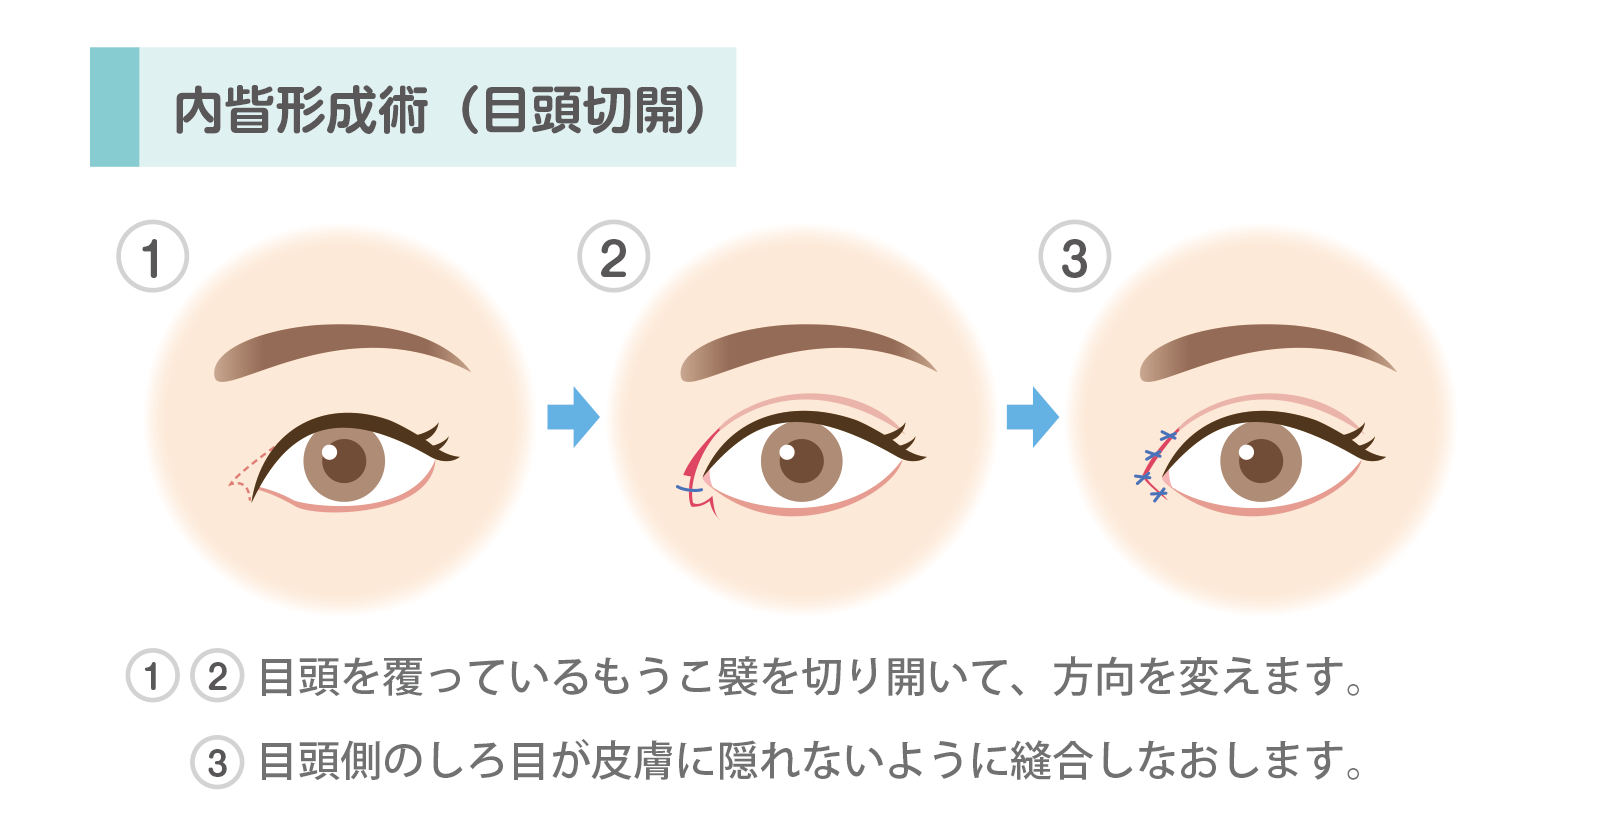 内眥形成術（目頭切開）
1
2
3
① ② 目頭を覆っているもうこ襞を切り開いて、方向を変えます。
③ 目頭側のしろ目が皮膚に隠れないように縫合しなおします。